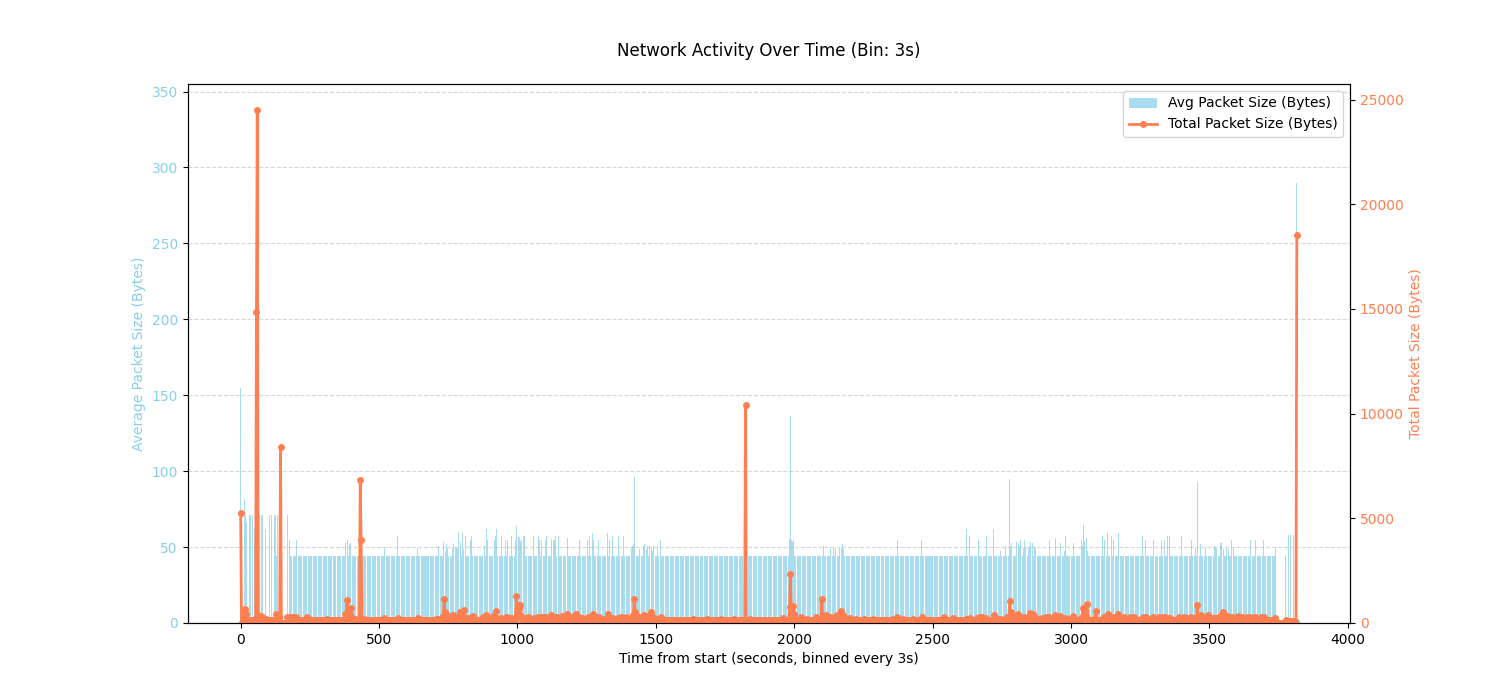 Network Activity Over Time (Bin: 3s)
Avg Packet Size (Bytes)
Total Packet Size (Bytes)
Average Packet Size (Bytes)
350
300
250
200
150
100
50
0
25000
20000
15000
10000
5000
0
Total Packet Size (Bytes)
0 500 1000 1500 2000 2500 3000 3500 4000
Time from start (seconds, binned every 3s)